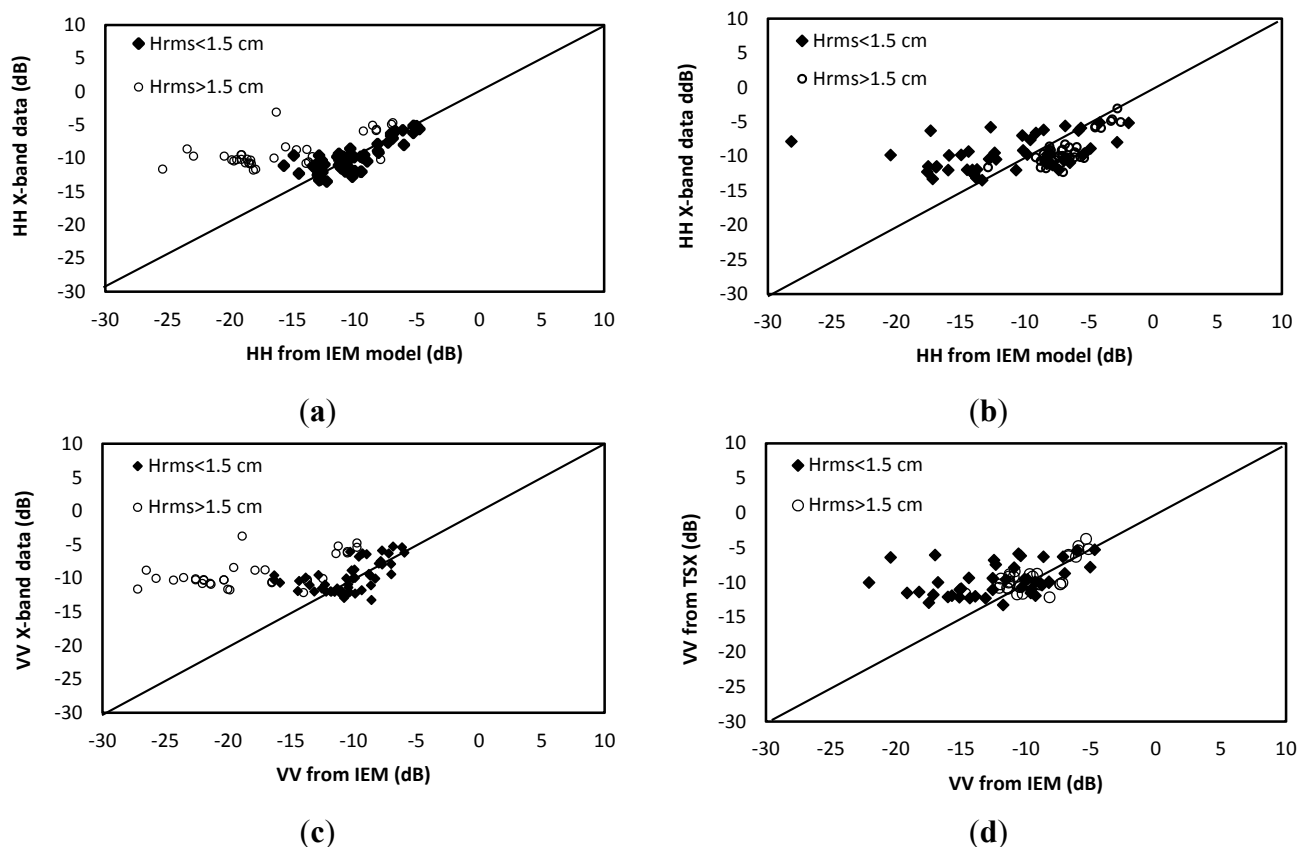 10
5
0
-5
-10
-15
-20
-25
-30
HH X-band data (dB)
Hrms<1.5 cm
Hrms>1.5 cm
-30 -25 -20 -15 -10 -5 0 5 10
HH from IEM model (dB)
(a)
10
5
0
-5
-10
-15
-20
-25
-30
HH X-band data ddB)
Hrms<1.5 cm
Hrms>1.5 cm
-30 -25 -20 -15 -10 -5 0 5 10
HH from IEM model (dB)
(b)
10
5
0
-5
-10
-15
-20
-25
-30
VV X-band data (dB)
Hrms<1.5 cm
Hrms>1.5 cm
-30 -25 -20 -15 -10 -5 0 5 10
VV from IEM (dB)
(c)
10
5
0
-5
-10
-15
-20
-25
-30
VV from TSX (dB)
Hrms<1.5 cm
Hrms>1.5 cm
-30 -25 -20 -15 -10 -5 0 5 10
VV from IEM (dB)
(d)